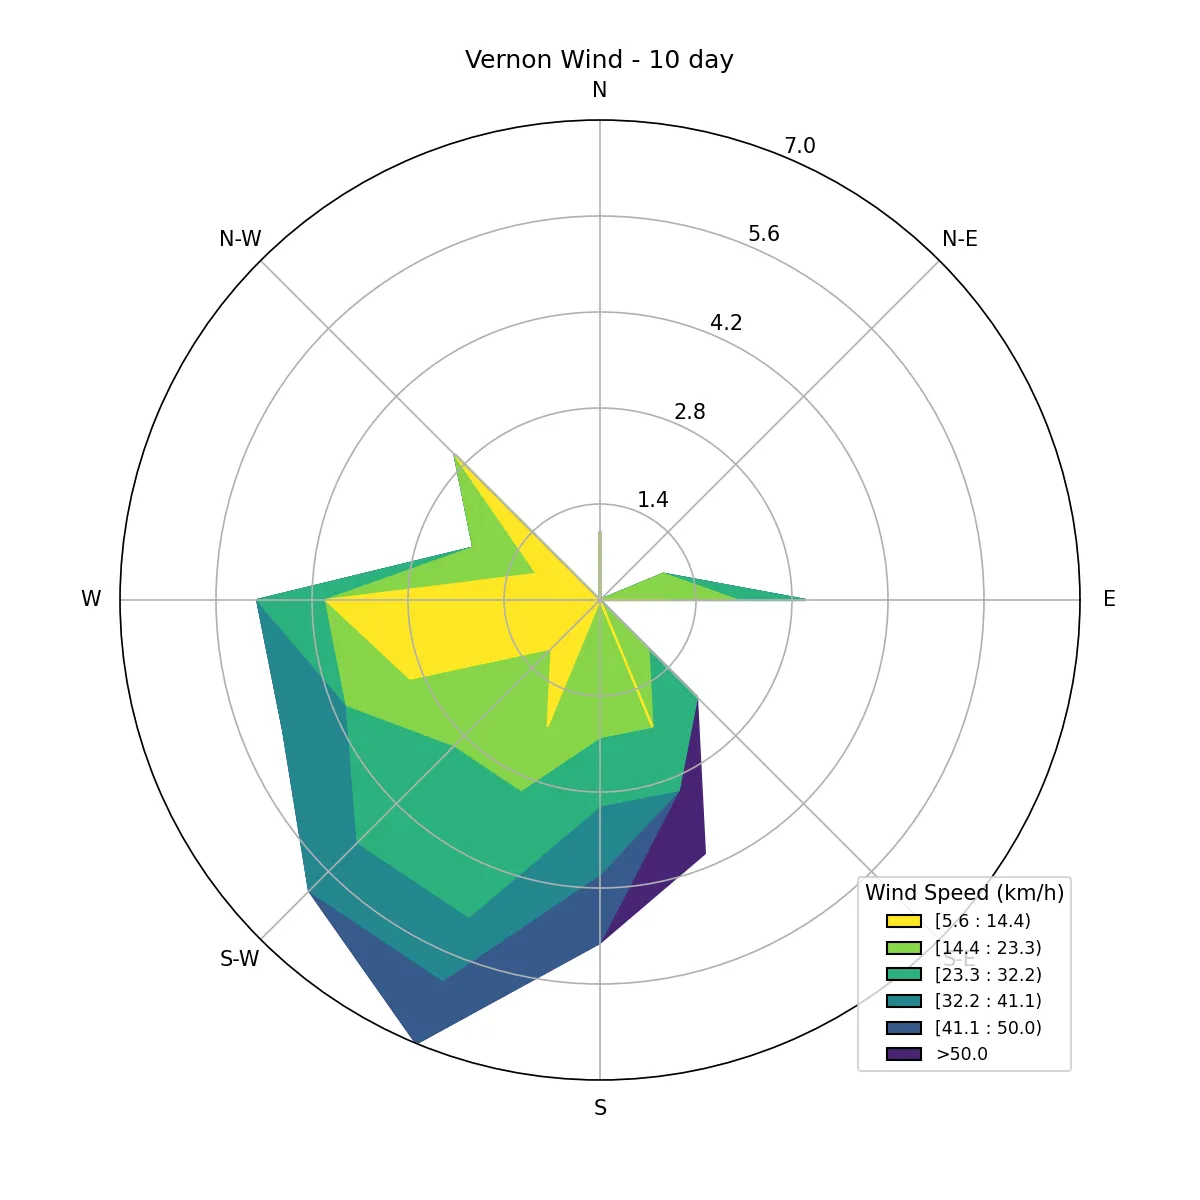 Vernon Wind - 10 day
N
7.0
N-W
5.6
N-E
4.2
2.8
1.4
W
E
Wind Speed (km/h)
[5.6 : 14.4)
[14.4 : 23.3)
S-W
S-E
[23.3 : 32.2)
[32.2 : 41.1)
[41.1 : 50.0)
>50.0
S